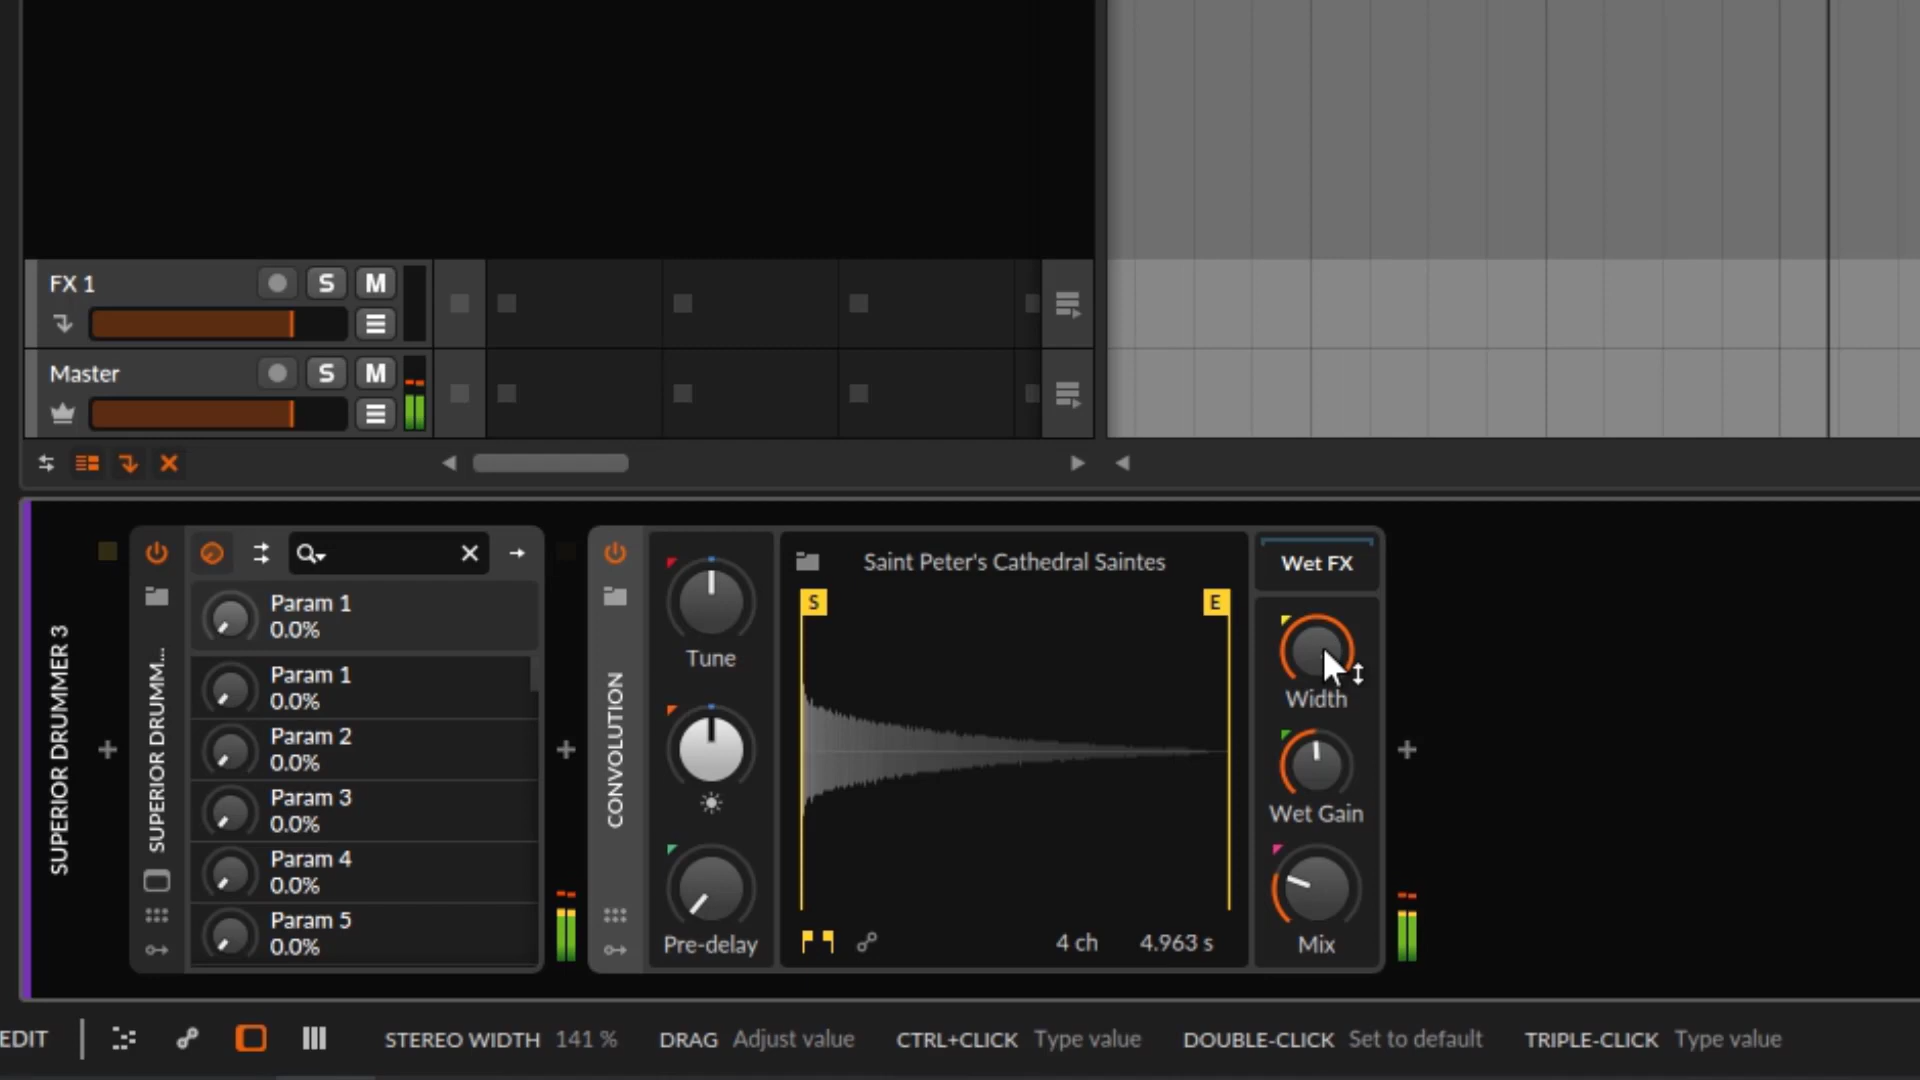 FX 1
S
M
Master
S
M
SUPERIOR DRUMMER 3
SUPERIOR DRUMM...
Param 1
0.0%
Param 1
0.0%
Param 2
0.0%
Param 3
0.0%
Param 4
0.0%
Param 5
0.0%
CONVOLUTION
Tune
Pre-delay
Saint Peter's Cathedral Saintes
S
E
4 ch
4.963 s
Wet FX
Width
Wet Gain
Mix
EDIT
STEREO WIDTH 141 %
DRAG Adjust value
CTRL+CLICK Type value
DOUBLE-CLICK Set to default
TRIPLE-CLICK Type value